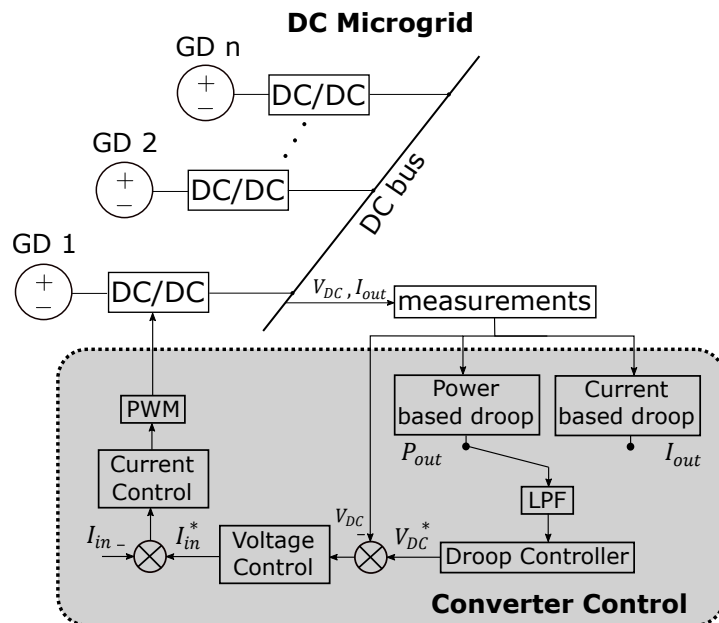 DC Microgrid
GD n
+
−
DC/DC
GD 2
+
−
DC/DC
DC bus
GD 1
+
−
DC/DC
V_DC , I_out
measurements
Power
based droop
Current
based droop
PWM
P_out
I_out
Current
Control
LPF
V_DC
−
I_in −
I_in^*
Voltage
Control
V_DC^*
Droop Controller
Converter Control